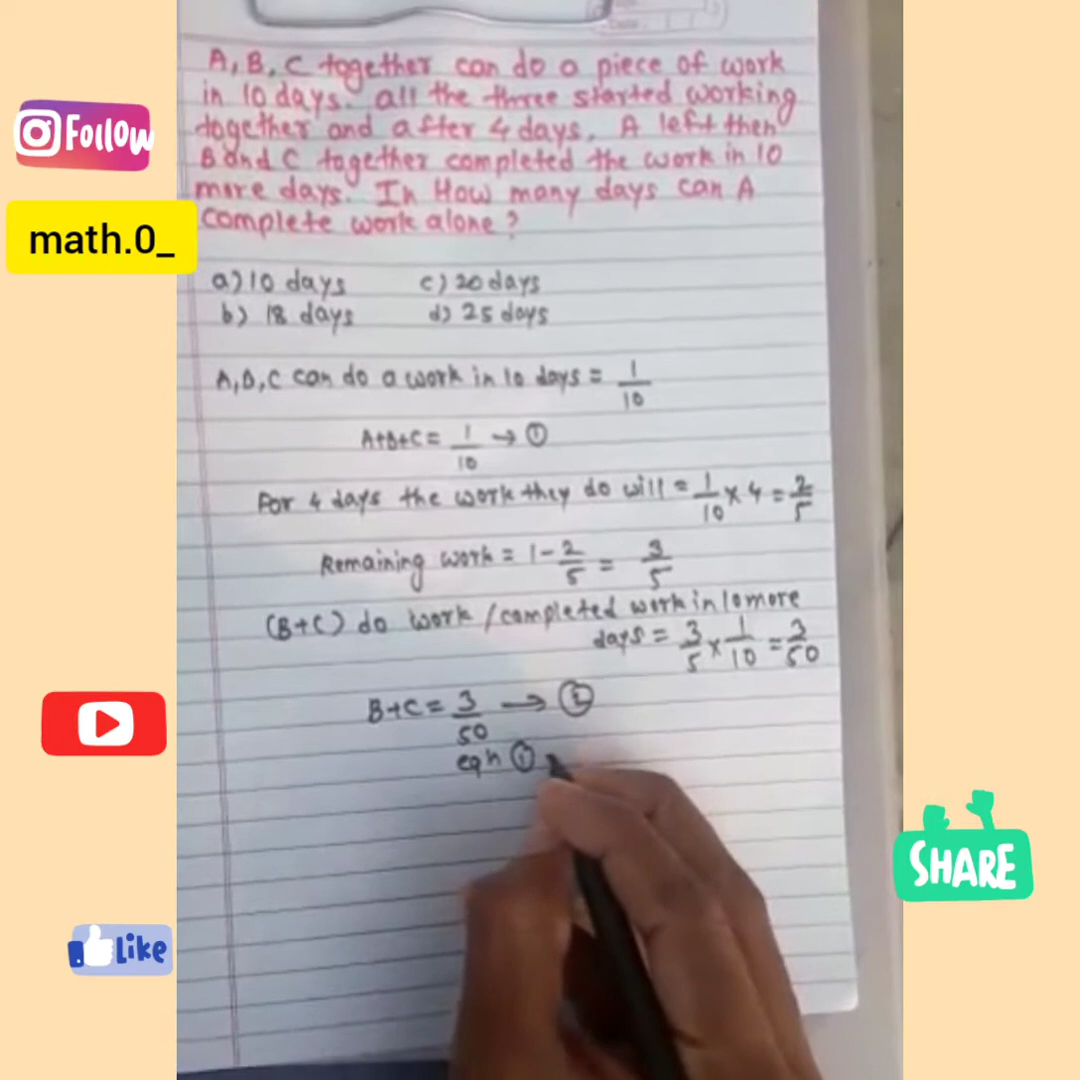 A, B, C together can do a piece of work
in 10 days. all the three started working
together and after 4 days, A left then
B and C together completed the work in 10
more days. In How many days can A
complete work alone?
a) 10 days c) 20 days
b) 18 days d) 25 days
A,B,C can do a work in 10 days = 1/10
A+B+C = 1/10 → ①
For 4 days the work they do will = 1/10 × 4 = 2/5
Remaining work = 1 - 2/5 = 3/5
(B+C) do work / completed work in 10 more
days = 3/5 × 1/10 = 3/50
B+C = 3/50 → ②
eqn ①
Follow
math.0_
Like
SHARE